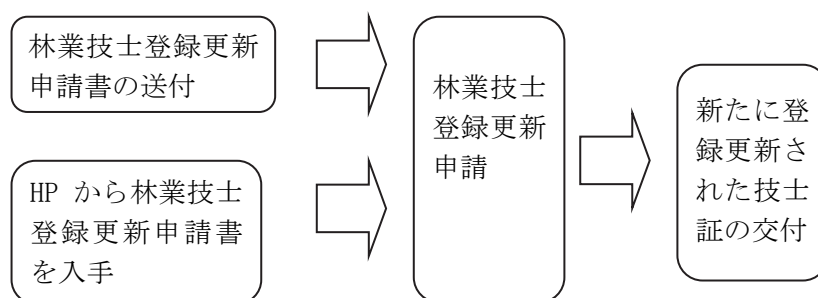 林業技士登録更新
申請書の送付
HP から林業技士
登録更新申請書
を入手
林業技士
登録更新
申請
新たに登
録更新さ
れた技士
証の交付